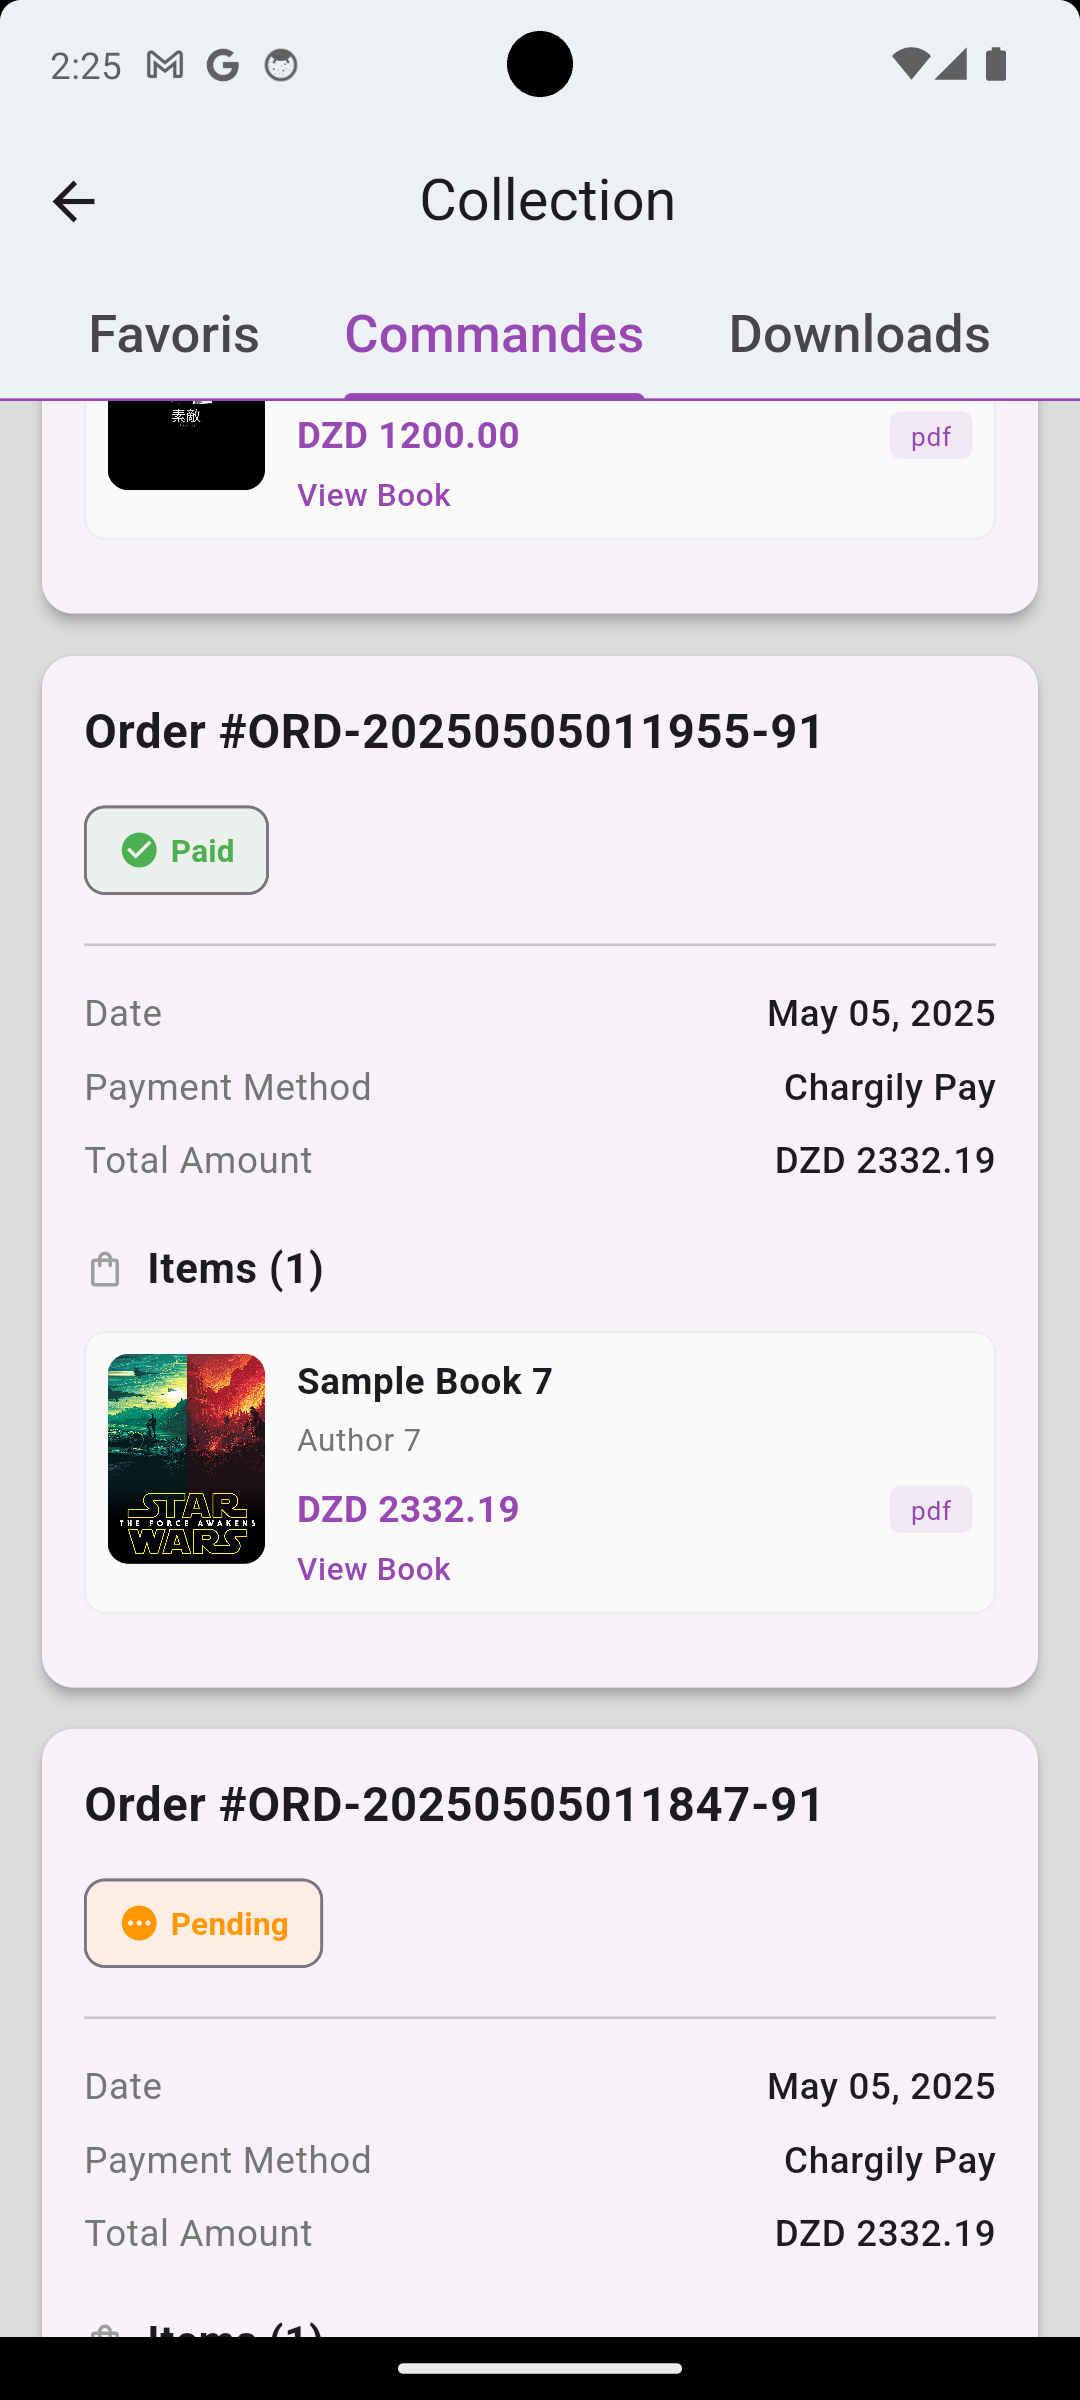 2:25
Collection
Favoris Commandes Downloads
素敵
DZD 1200.00 pdf
View Book
Order #ORD-20250505011955-91
Paid
Date May 05, 2025
Payment Method Chargily Pay
Total Amount DZD 2332.19
Items (1)
Sample Book 7
Author 7
STAR
THE FORCE AWAKENS
WARS
DZD 2332.19 pdf
View Book
Order #ORD-20250505011847-91
Pending
Date May 05, 2025
Payment Method Chargily Pay
Total Amount DZD 2332.19
Items (1)